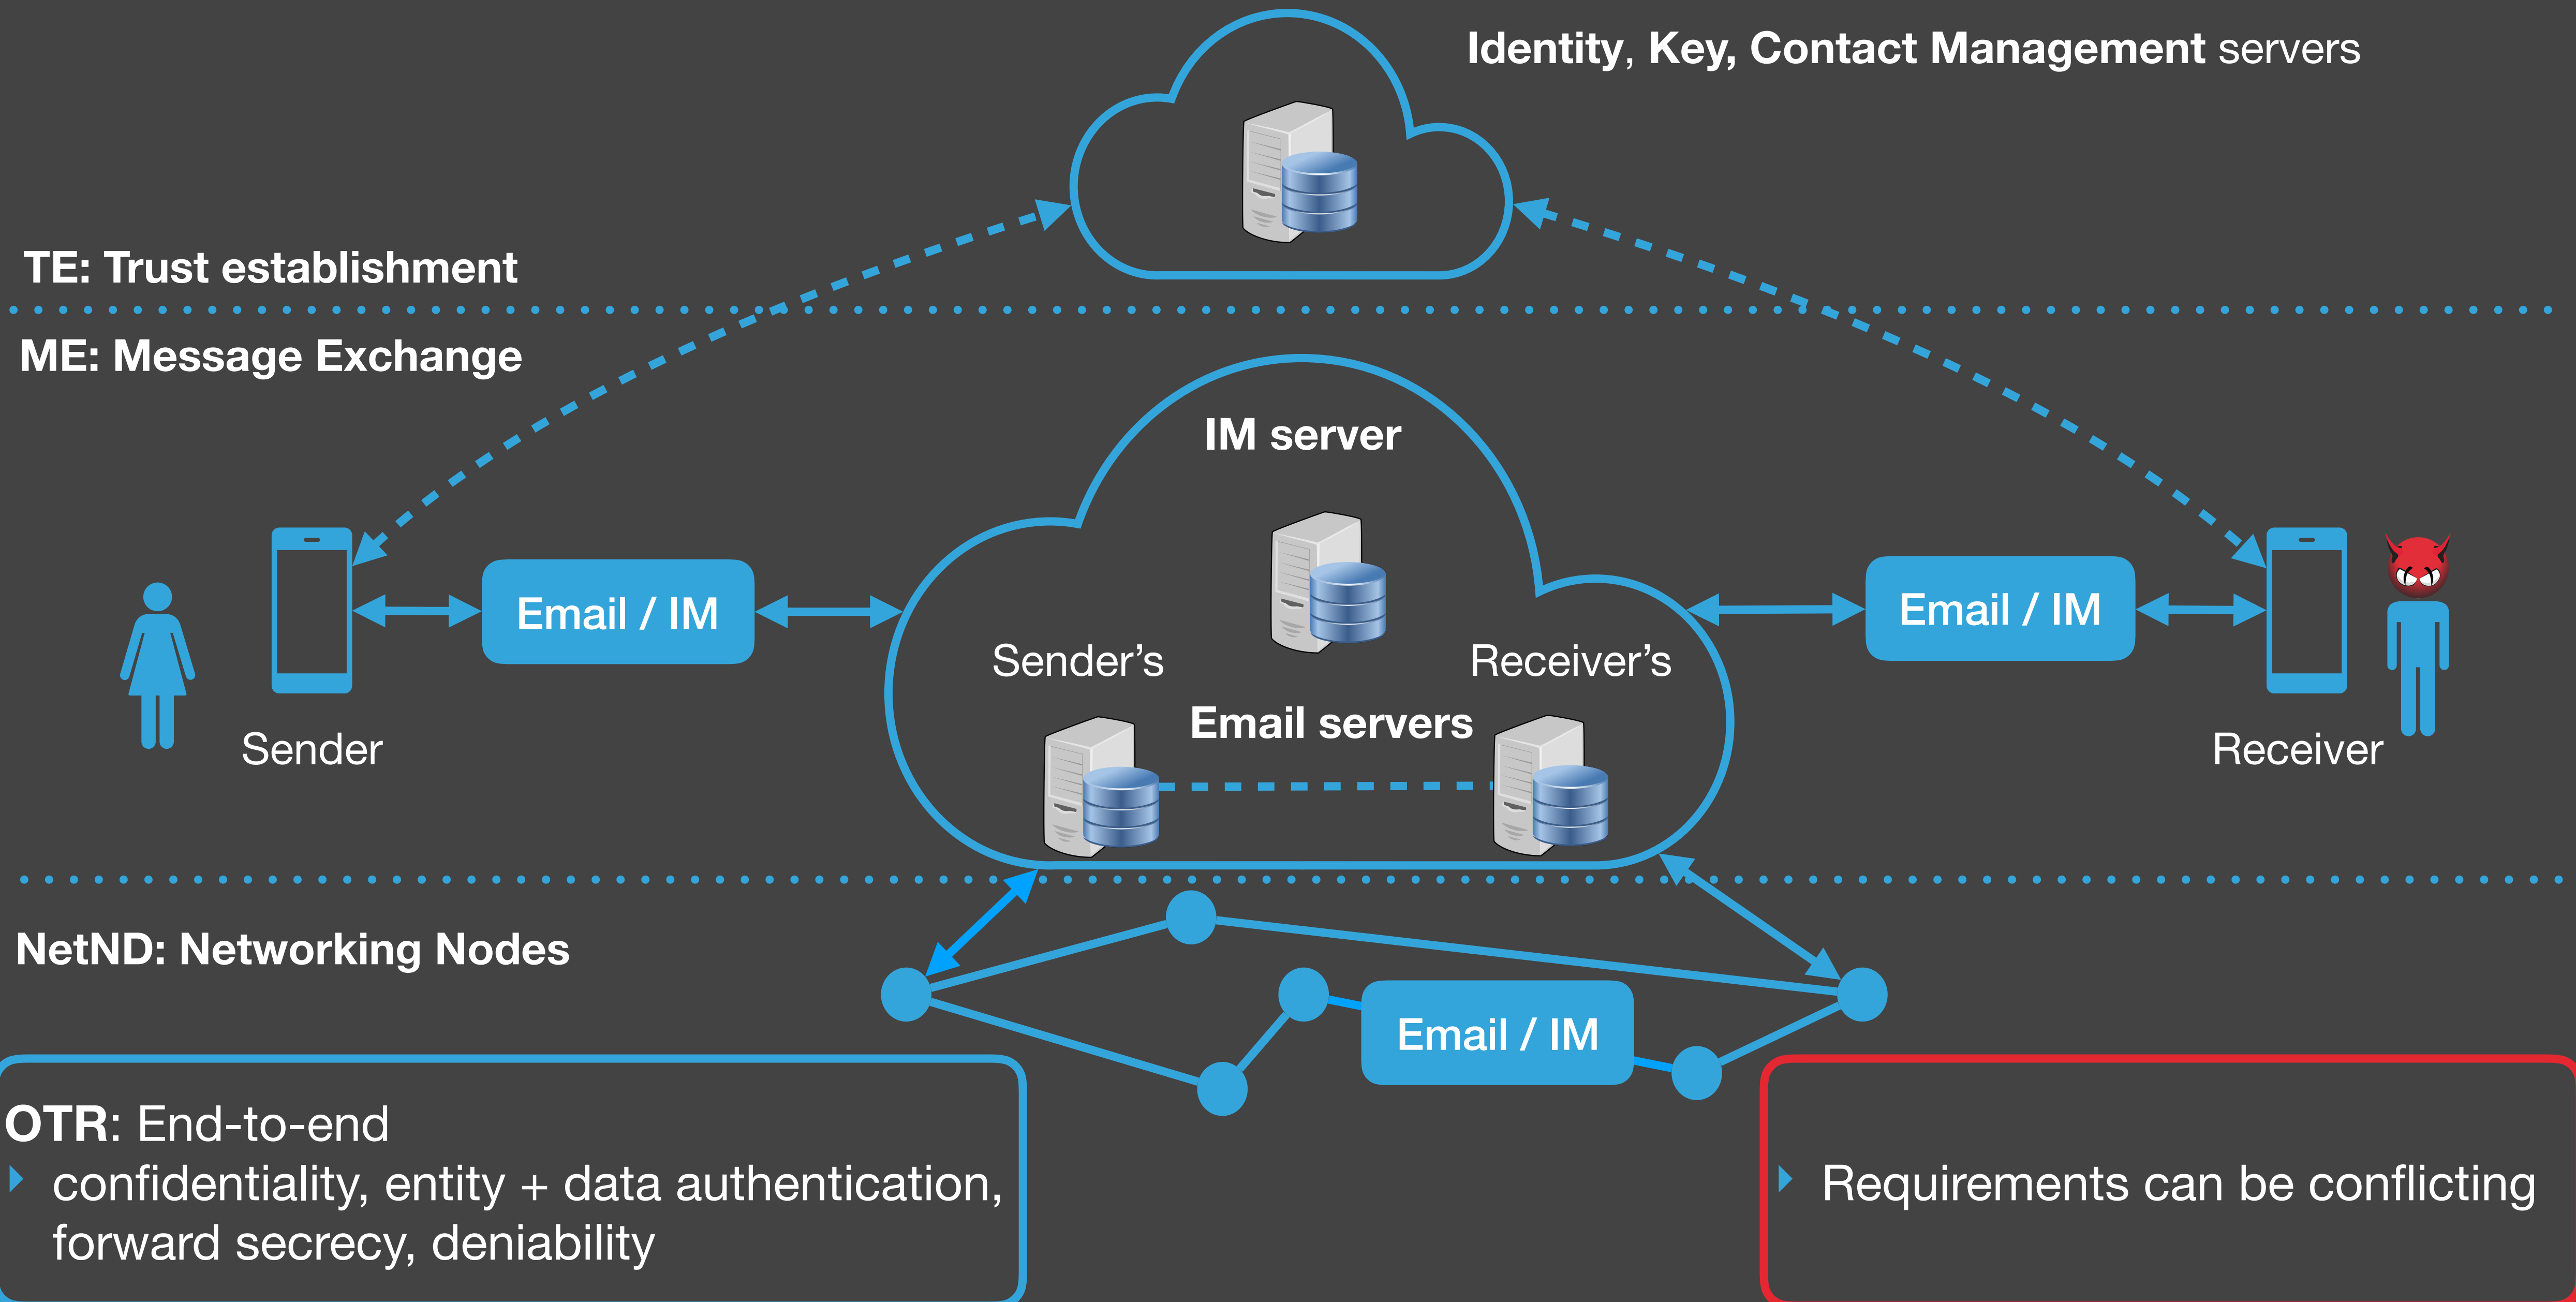 Identity, Key, Contact Management servers
TE: Trust establishment
ME: Message Exchange
IM server
Email / IM
Email / IM
Sender’s
Receiver’s
Email servers
Sender
Receiver
NetND: Networking Nodes
Email / IM
OTR: End-to-end
confidentiality, entity + data authentication,
forward secrecy, deniability
Requirements can be conflicting